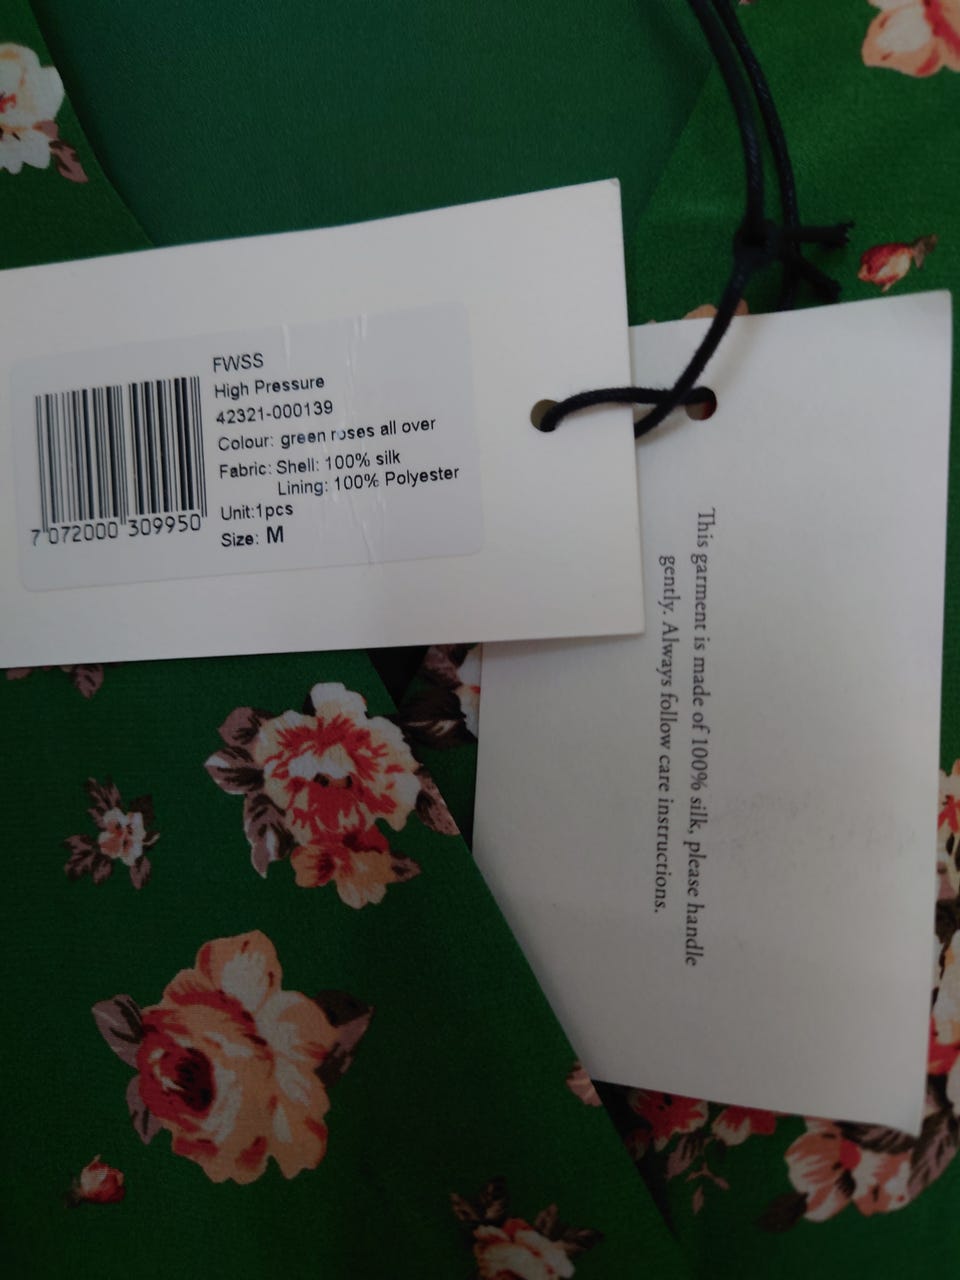 FWSS
High Pressure
42321-000139
Colour: green roses all over
Fabric: Shell: 100% silk
Lining: 100% Polyester
Unit:1pcs
Size: M
7 072000 309950
This garment is made of 100% silk, please handle
gently. Always follow care instructions.